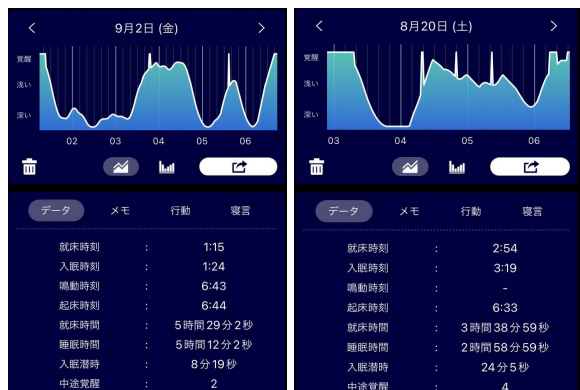 9月2日 (金)
覚醒
浅い
深い
02 03 04 05 06
データ メモ 行動 寝言
就床時刻 : 1:15
入眠時刻 : 1:24
鳴動時刻 : 6:43
起床時刻 : 6:44
就床時間 : 5時間29分2秒
睡眠時間 : 5時間12分2秒
入眠潜時 : 8分19秒
中途覚醒 : 2
8月20日 (土)
覚醒
浅い
深い
03 04 05 06
データ メモ 行動 寝言
就床時刻 : 2:54
入眠時刻 : 3:19
鳴動時刻 : -
起床時刻 : 6:33
就床時間 : 3時間38分59秒
睡眠時間 : 2時間58分59秒
入眠潜時 : 24分5秒
中途覚醒 : 4